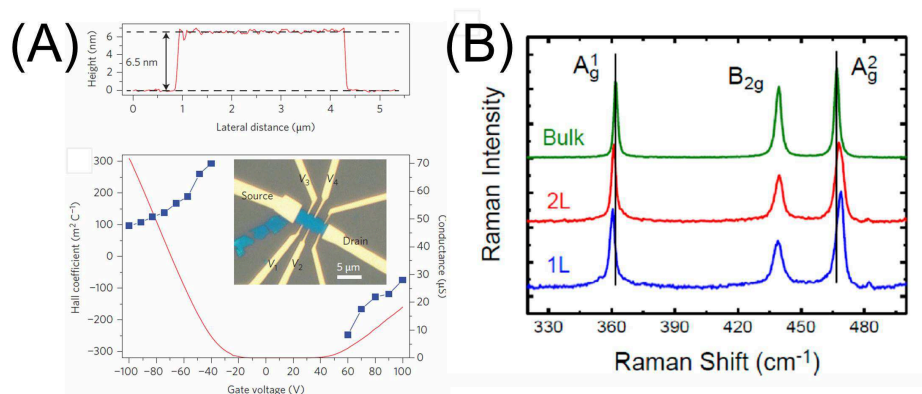 (A)
Height (nm)
6
4
2
0
6.5 nm
0
1
2
3
4
5
Lateral distance (μm)
Hall coefficient (m² C⁻¹)
300
200
100
0
−100
−200
−300
Source
V₃
V₄
Drain
V₁
V₂
5 μm
70
60
50
40
30
20
10
0
Conductance (μS)
−100 −80 −60 −40 −20 0 20 40 60 80 100
Gate voltage (V)
(B)
Raman Intensity
A¹g
B2g
A²g
Bulk
2L
1L
320 360 390 420 450 480
Raman Shift (cm⁻¹)